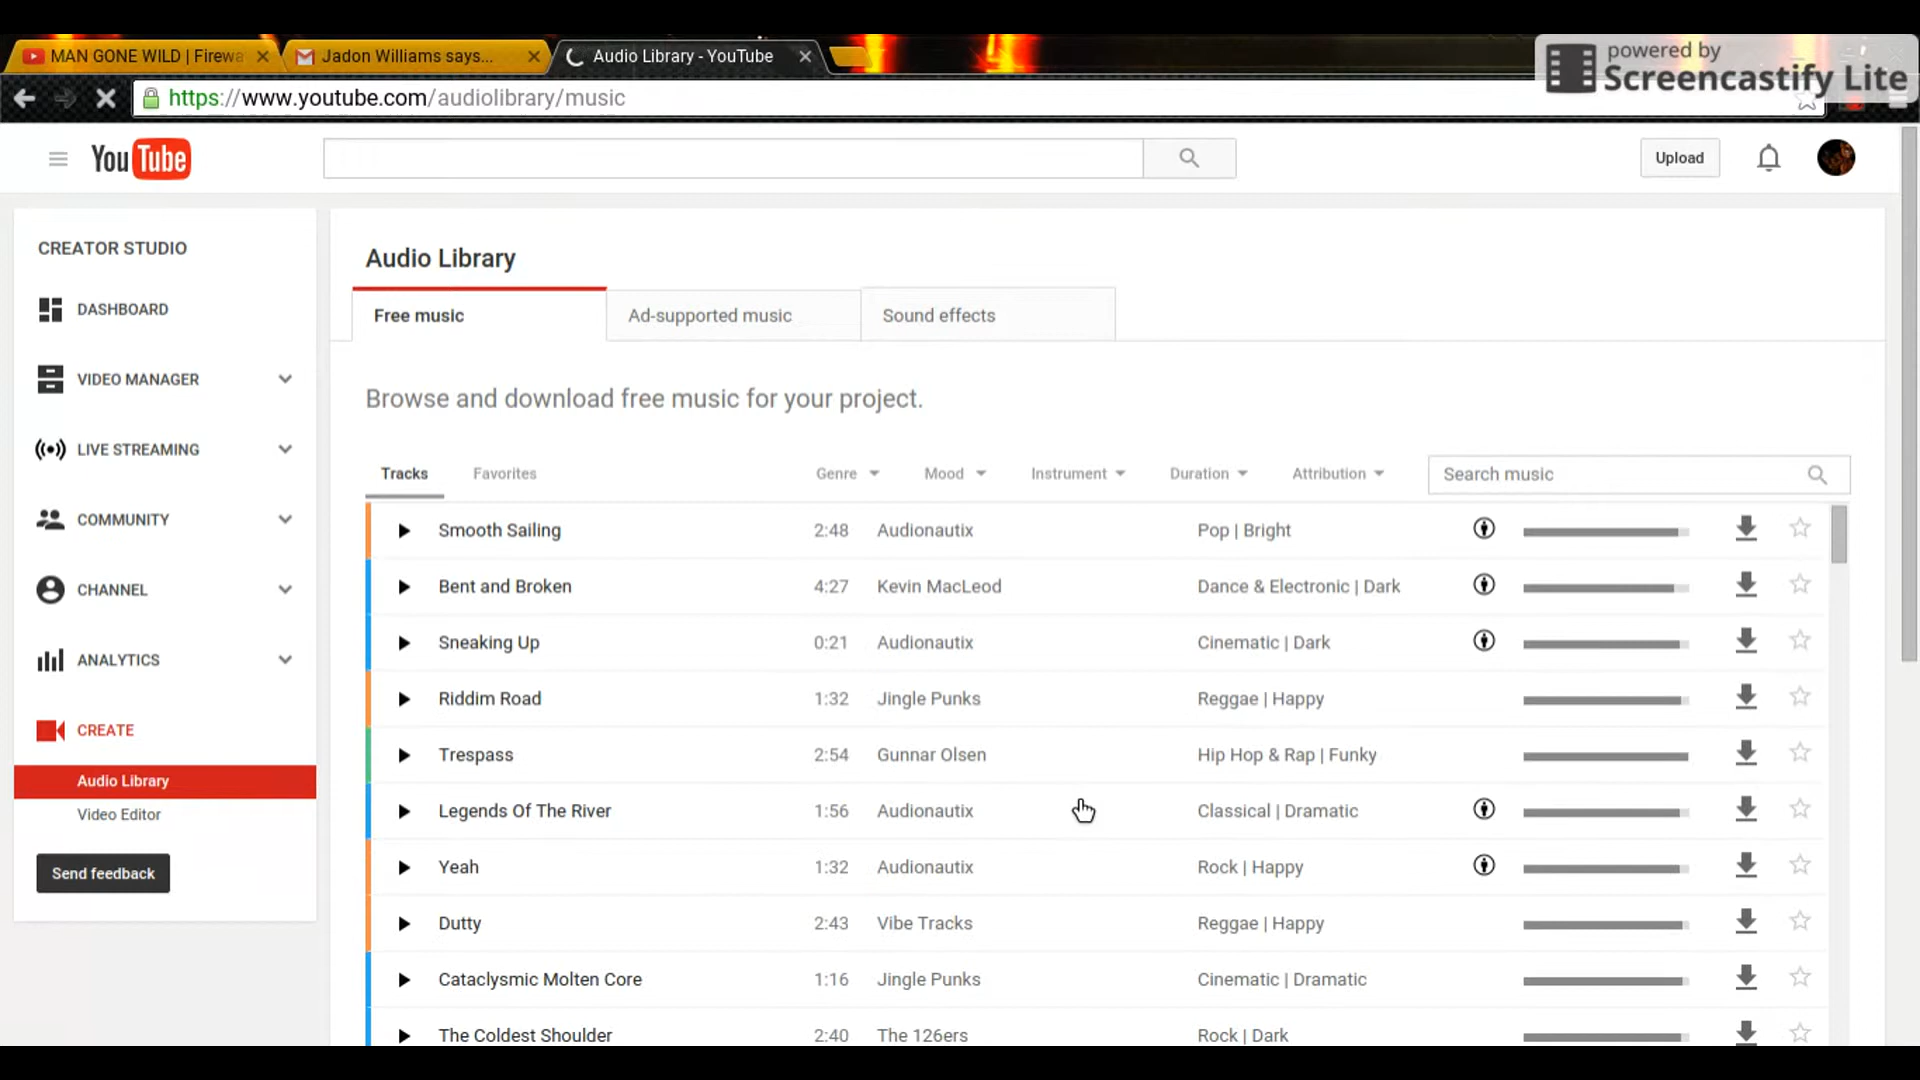 MAN GONE WILD | Firewa
Jadon Williams says...
Audio Library - YouTube
powered by
Screencastify Lite
https://www.youtube.com/audiolibrary/music
YouTube
Upload
CREATOR STUDIO
DASHBOARD
VIDEO MANAGER
LIVE STREAMING
COMMUNITY
CHANNEL
ANALYTICS
CREATE
Audio Library
Video Editor
Send feedback
Audio Library
Free music
Ad-supported music
Sound effects
Browse and download free music for your project.
Tracks Favorites Genre Mood Instrument Duration Attribution Search music
Smooth Sailing 2:48 Audionautix Pop | Bright
Bent and Broken 4:27 Kevin MacLeod Dance & Electronic | Dark
Sneaking Up 0:21 Audionautix Cinematic | Dark
Riddim Road 1:32 Jingle Punks Reggae | Happy
Trespass 2:54 Gunnar Olsen Hip Hop & Rap | Funky
Legends Of The River 1:56 Audionautix Classical | Dramatic
Yeah 1:32 Audionautix Rock | Happy
Dutty 2:43 Vibe Tracks Reggae | Happy
Cataclysmic Molten Core 1:16 Jingle Punks Cinematic | Dramatic
The Coldest Shoulder 2:40 The 126ers Rock | Dark